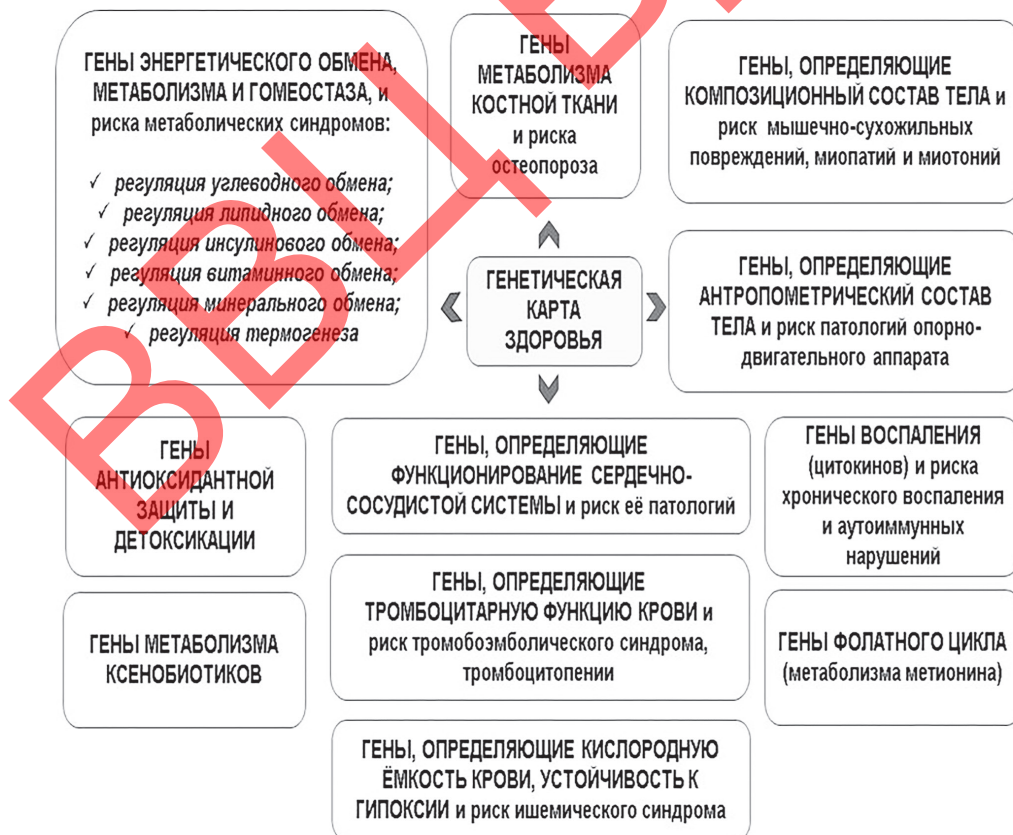 ГЕНЫ ЭНЕРГЕТИЧЕСКОГО ОБМЕНА,
МЕТАБОЛИЗМА И ГОМЕОСТАЗА, и
риска метаболических синдромов:
✓ регуляция углеводного обмена;
✓ регуляция липидного обмена;
✓ регуляция инсулинового обмена;
✓ регуляция витаминного обмена;
✓ регуляция минерального обмена;
✓ регуляция термогенеза
ГЕНЫ
МЕТАБОЛИЗМА
КОСТНОЙ ТКАНИ
и риска
остеопороза
ГЕНЫ, ОПРЕДЕЛЯЮЩИЕ
КОМПОЗИЦИОННЫЙ СОСТАВ ТЕЛА и
риск мышечно-сухожильных
повреждений, миопатий и миотоний
ГЕНЕТИЧЕСКАЯ
КАРТА
ЗДОРОВЬЯ
ГЕНЫ, ОПРЕДЕЛЯЮЩИЕ
АНТРОПОМЕТРИЧЕСКИЙ СОСТАВ
ТЕЛА и риск патологий опорно-
двигательного аппарата
ГЕНЫ
АНТИОКСИДАНТНОЙ
ЗАЩИТЫ И
ДЕТОКСИКАЦИИ
ГЕНЫ, ОПРЕДЕЛЯЮЩИЕ
ФУНКЦИОНИРОВАНИЕ СЕРДЕЧНО-
СОСУДИСТОЙ СИСТЕМЫ и риск её патологий
ГЕНЫ ВОСПАЛЕНИЯ
(цитокинов) и риска
хронического воспаления
и аутоиммунных
нарушений
ГЕНЫ МЕТАБОЛИЗМА
КСЕНОБИОТИКОВ
ГЕНЫ, ОПРЕДЕЛЯЮЩИЕ
ТРОМБОЦИТАРНУЮ ФУНКЦИЮ КРОВИ и
риск тромобоэмболического синдрома,
тромбоцитопении
ГЕНЫ ФОЛАТНОГО ЦИКЛА
(метаболизма метионина)
ГЕНЫ, ОПРЕДЕЛЯЮЩИЕ КИСЛОРОДНУЮ
ЁМКОСТЬ КРОВИ, УСТОЙЧИВОСТЬ К
ГИПОКСИИ и риск ишемического синдрома